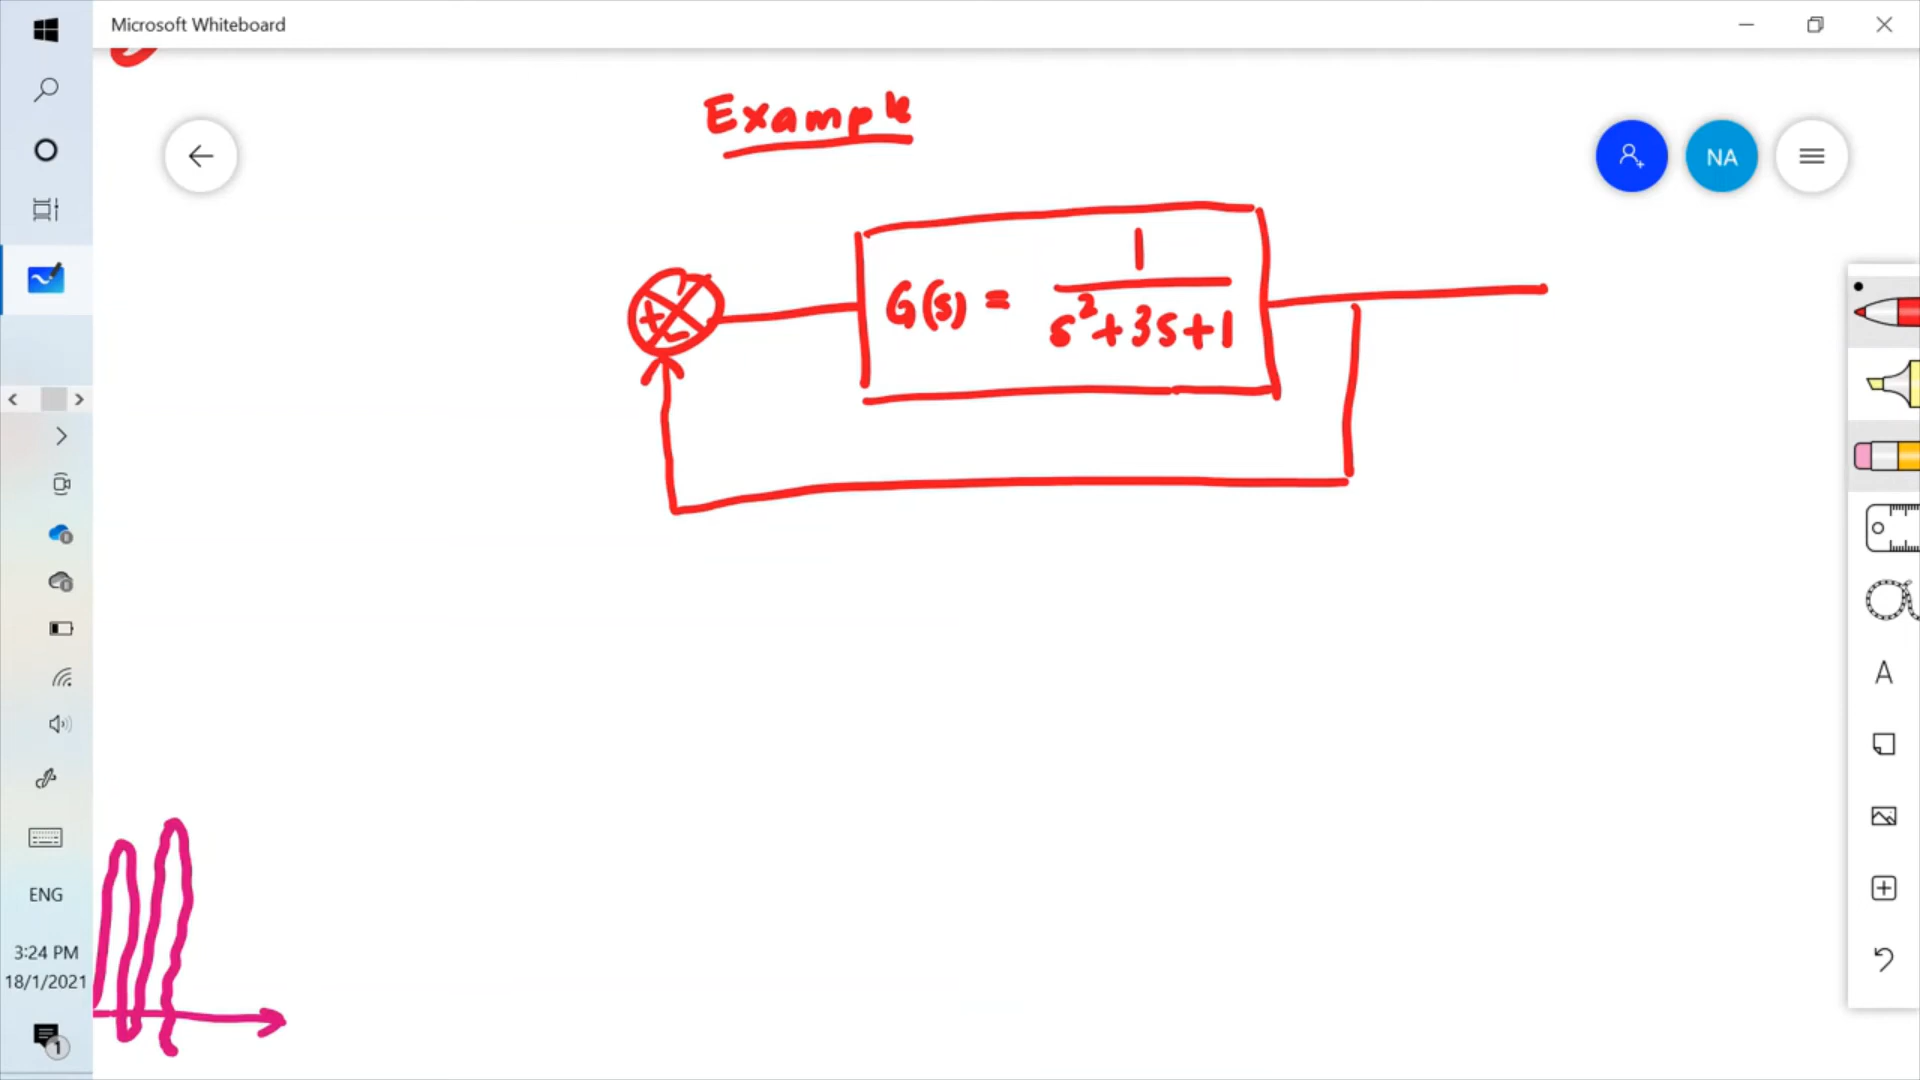 Microsoft Whiteboard
Example
NA
G(s) = 1
s²+3s+1
+
-
A
ENG
3:24 PM
18/1/2021
1